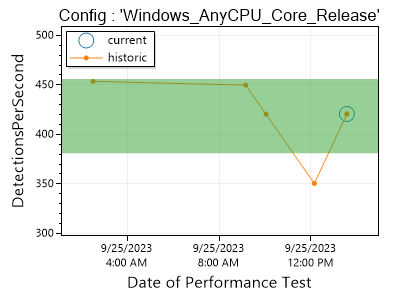 Config : 'Windows_AnyCPU_Core_Release'
current
historic
500
450
400
350
300
DetectionsPerSecond
9/25/2023
4:00 AM
9/25/2023
8:00 AM
9/25/2023
12:00 PM
Date of Performance Test